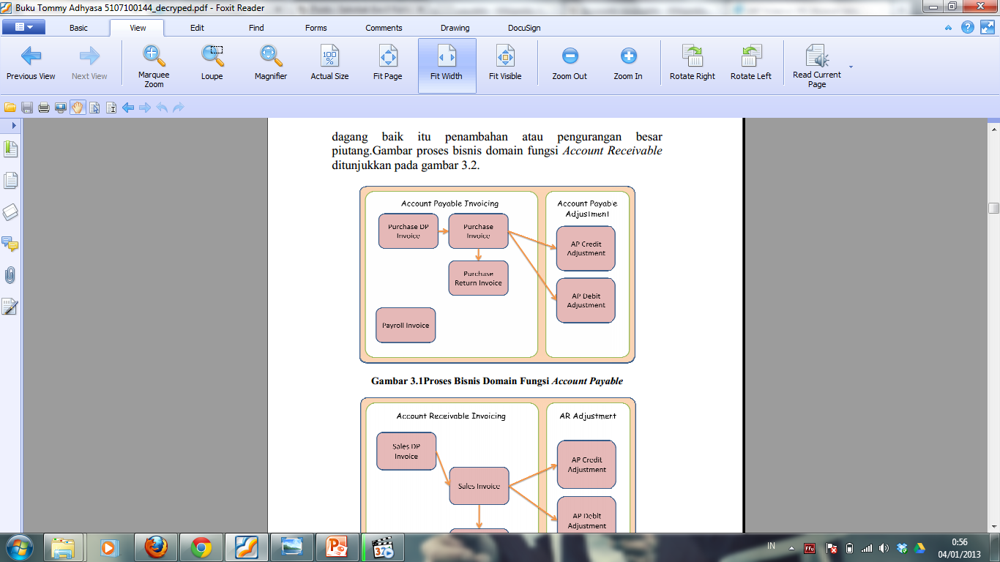 Buku Tommy Adhyasa 5107100144_decryped.pdf - Foxit Reader
Basic View Edit Find Forms Comments Drawing DocuSign
Previous View
Next View
Marquee
Zoom
Loupe
Magnifier
100
%
Actual Size
Fit Page
Fit Width
Fit Visible
Zoom Out
Zoom In
Rotate Right
Rotate Left
Read Current
Page
dagang baik itu penambahan atau pengurangan besar
piutang.Gambar proses bisnis domain fungsi Account Receivable
ditunjukkan pada gambar 3.2.
Account Payable Invoicing
Purchase DP
Invoice
Purchase
Invoice
Purchase
Return Invoice
Payroll Invoice
Account Payable
Adjustment
AP Credit
Adjustment
AP Debit
Adjustment
Gambar 3.1Proses Bisnis Domain Fungsi Account Payable
Account Receivable Invoicing
Sales DP
Invoice
Sales Invoice
AR Adjustment
AP Credit
Adjustment
AP Debit
Adjustment
IN
FFu
0:56
04/01/2013